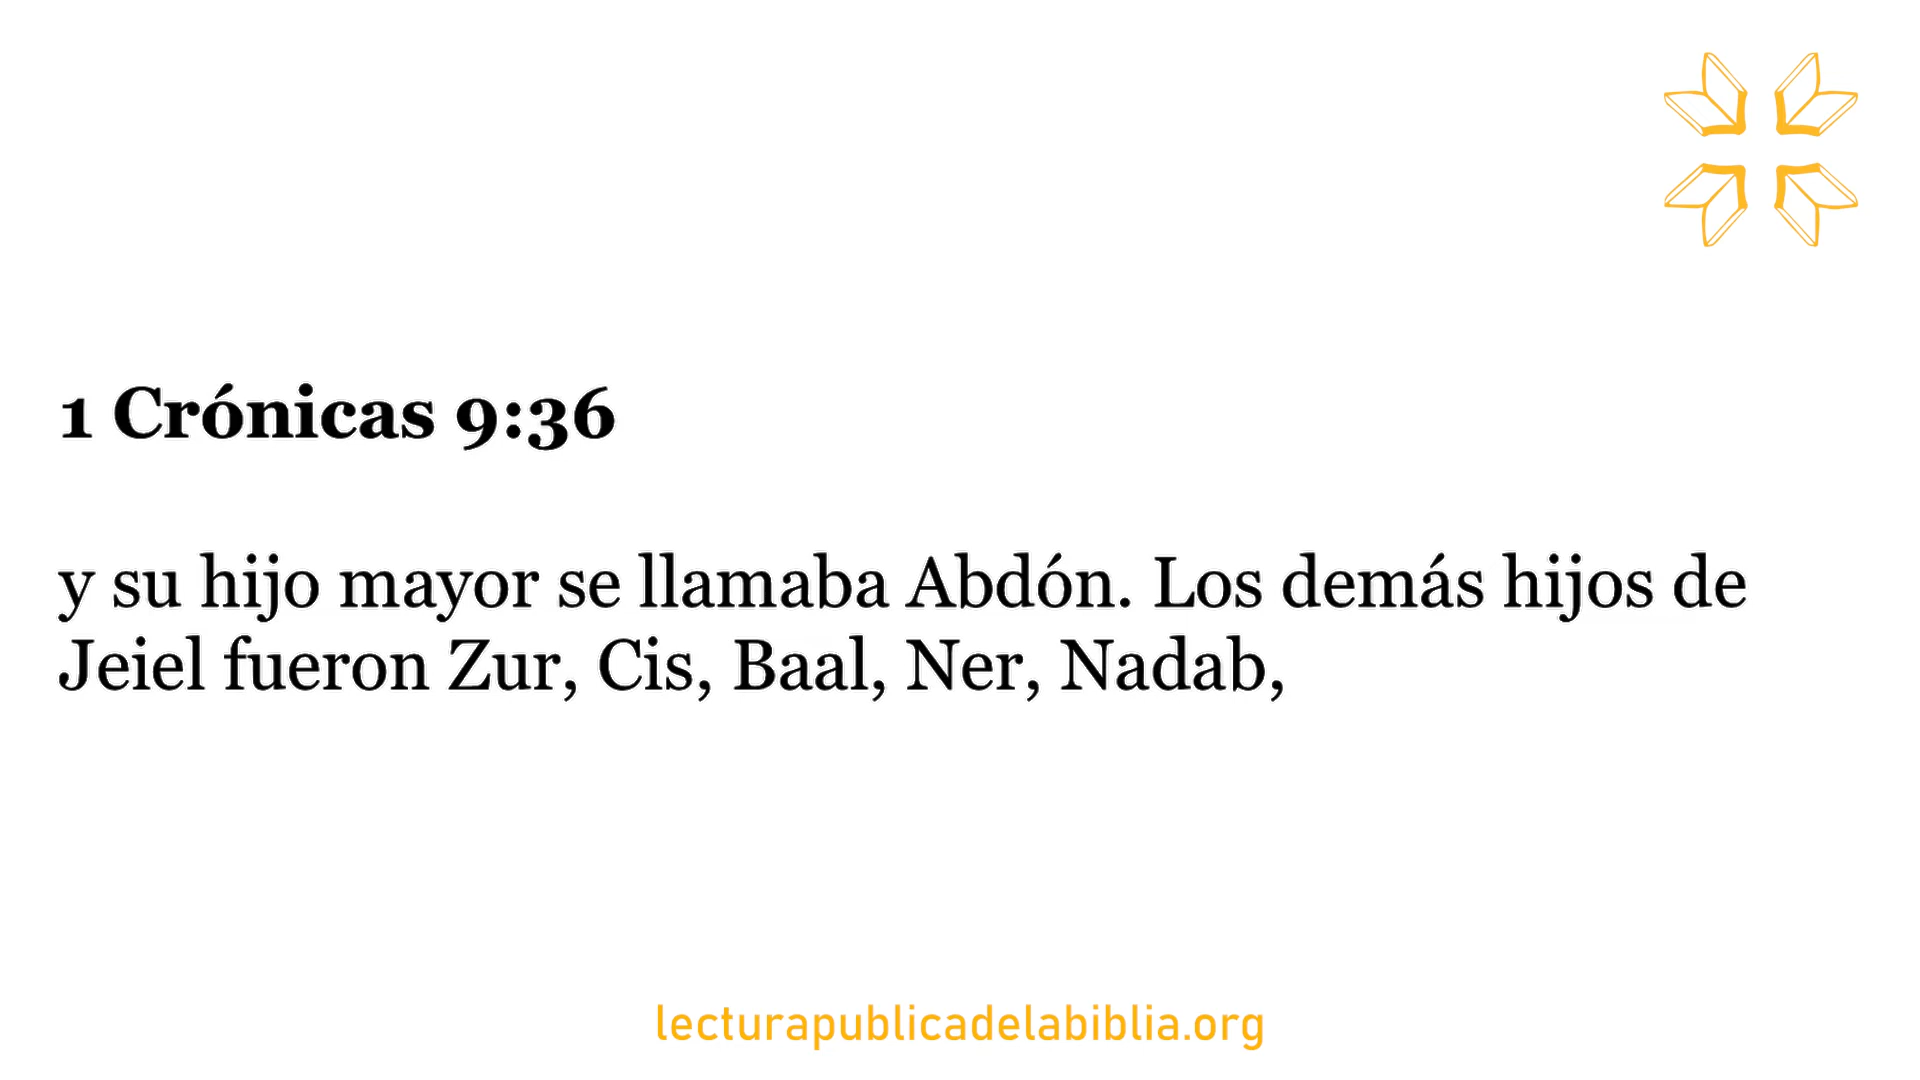 1 Crónicas 9:36
y su hijo mayor se llamaba Abdón. Los demás hijos de
Jeiel fueron Zur, Cis, Baal, Ner, Nadab,
lecturapublicadelabiblia.org